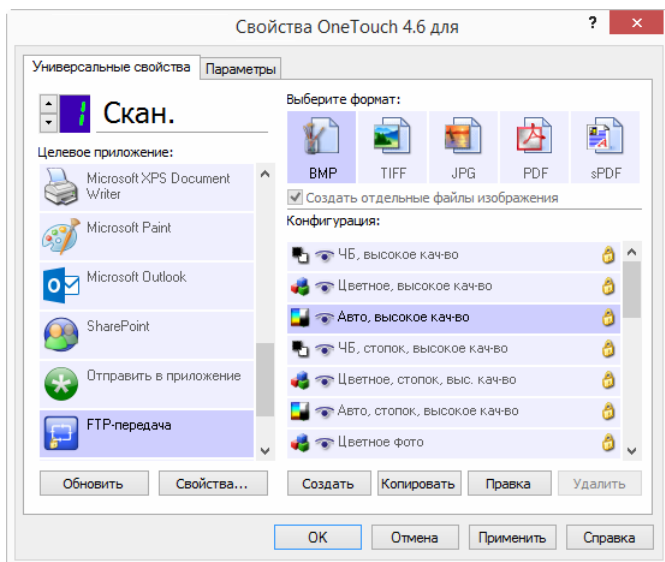 Свойства OneTouch 4.6 для
?
Универсальные свойства
Параметры
1
Скан.
Целевое приложение:
Microsoft XPS Document
Writer
Microsoft Paint
Microsoft Outlook
SharePoint
Отправить в приложение
FTP-передача
Обновить
Свойства...
Выберите формат:
BMP
TIFF
JPG
PDF
sPDF
Создать отдельные файлы изображения
Конфигурация:
ЧБ, высокое кач-во
Цветное, высокое кач-во
Авто, высокое кач-во
ЧБ, стопок, высокое кач-во
Цветное, стопок, выс. кач-во
Авто, стопок, высокое кач-во
Цветное фото
Создать
Копировать
Правка
Удалить
OK
Отмена
Применить
Справка